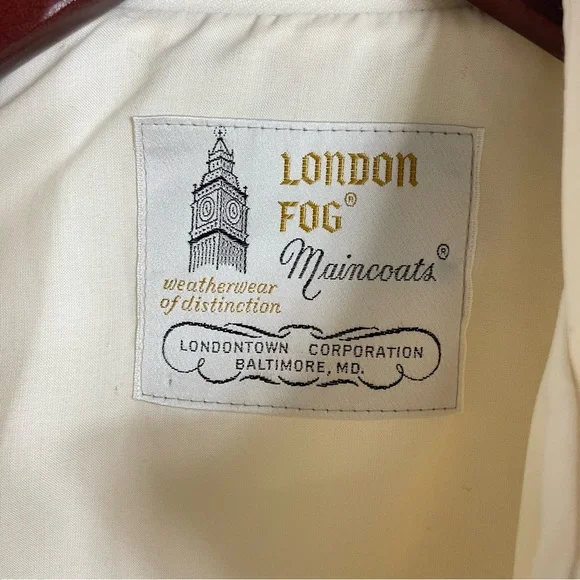 LONDON
FOG®
Maincoats®
weatherwear
of distinction
LONDONTOWN CORPORATION
BALTIMORE, MD.